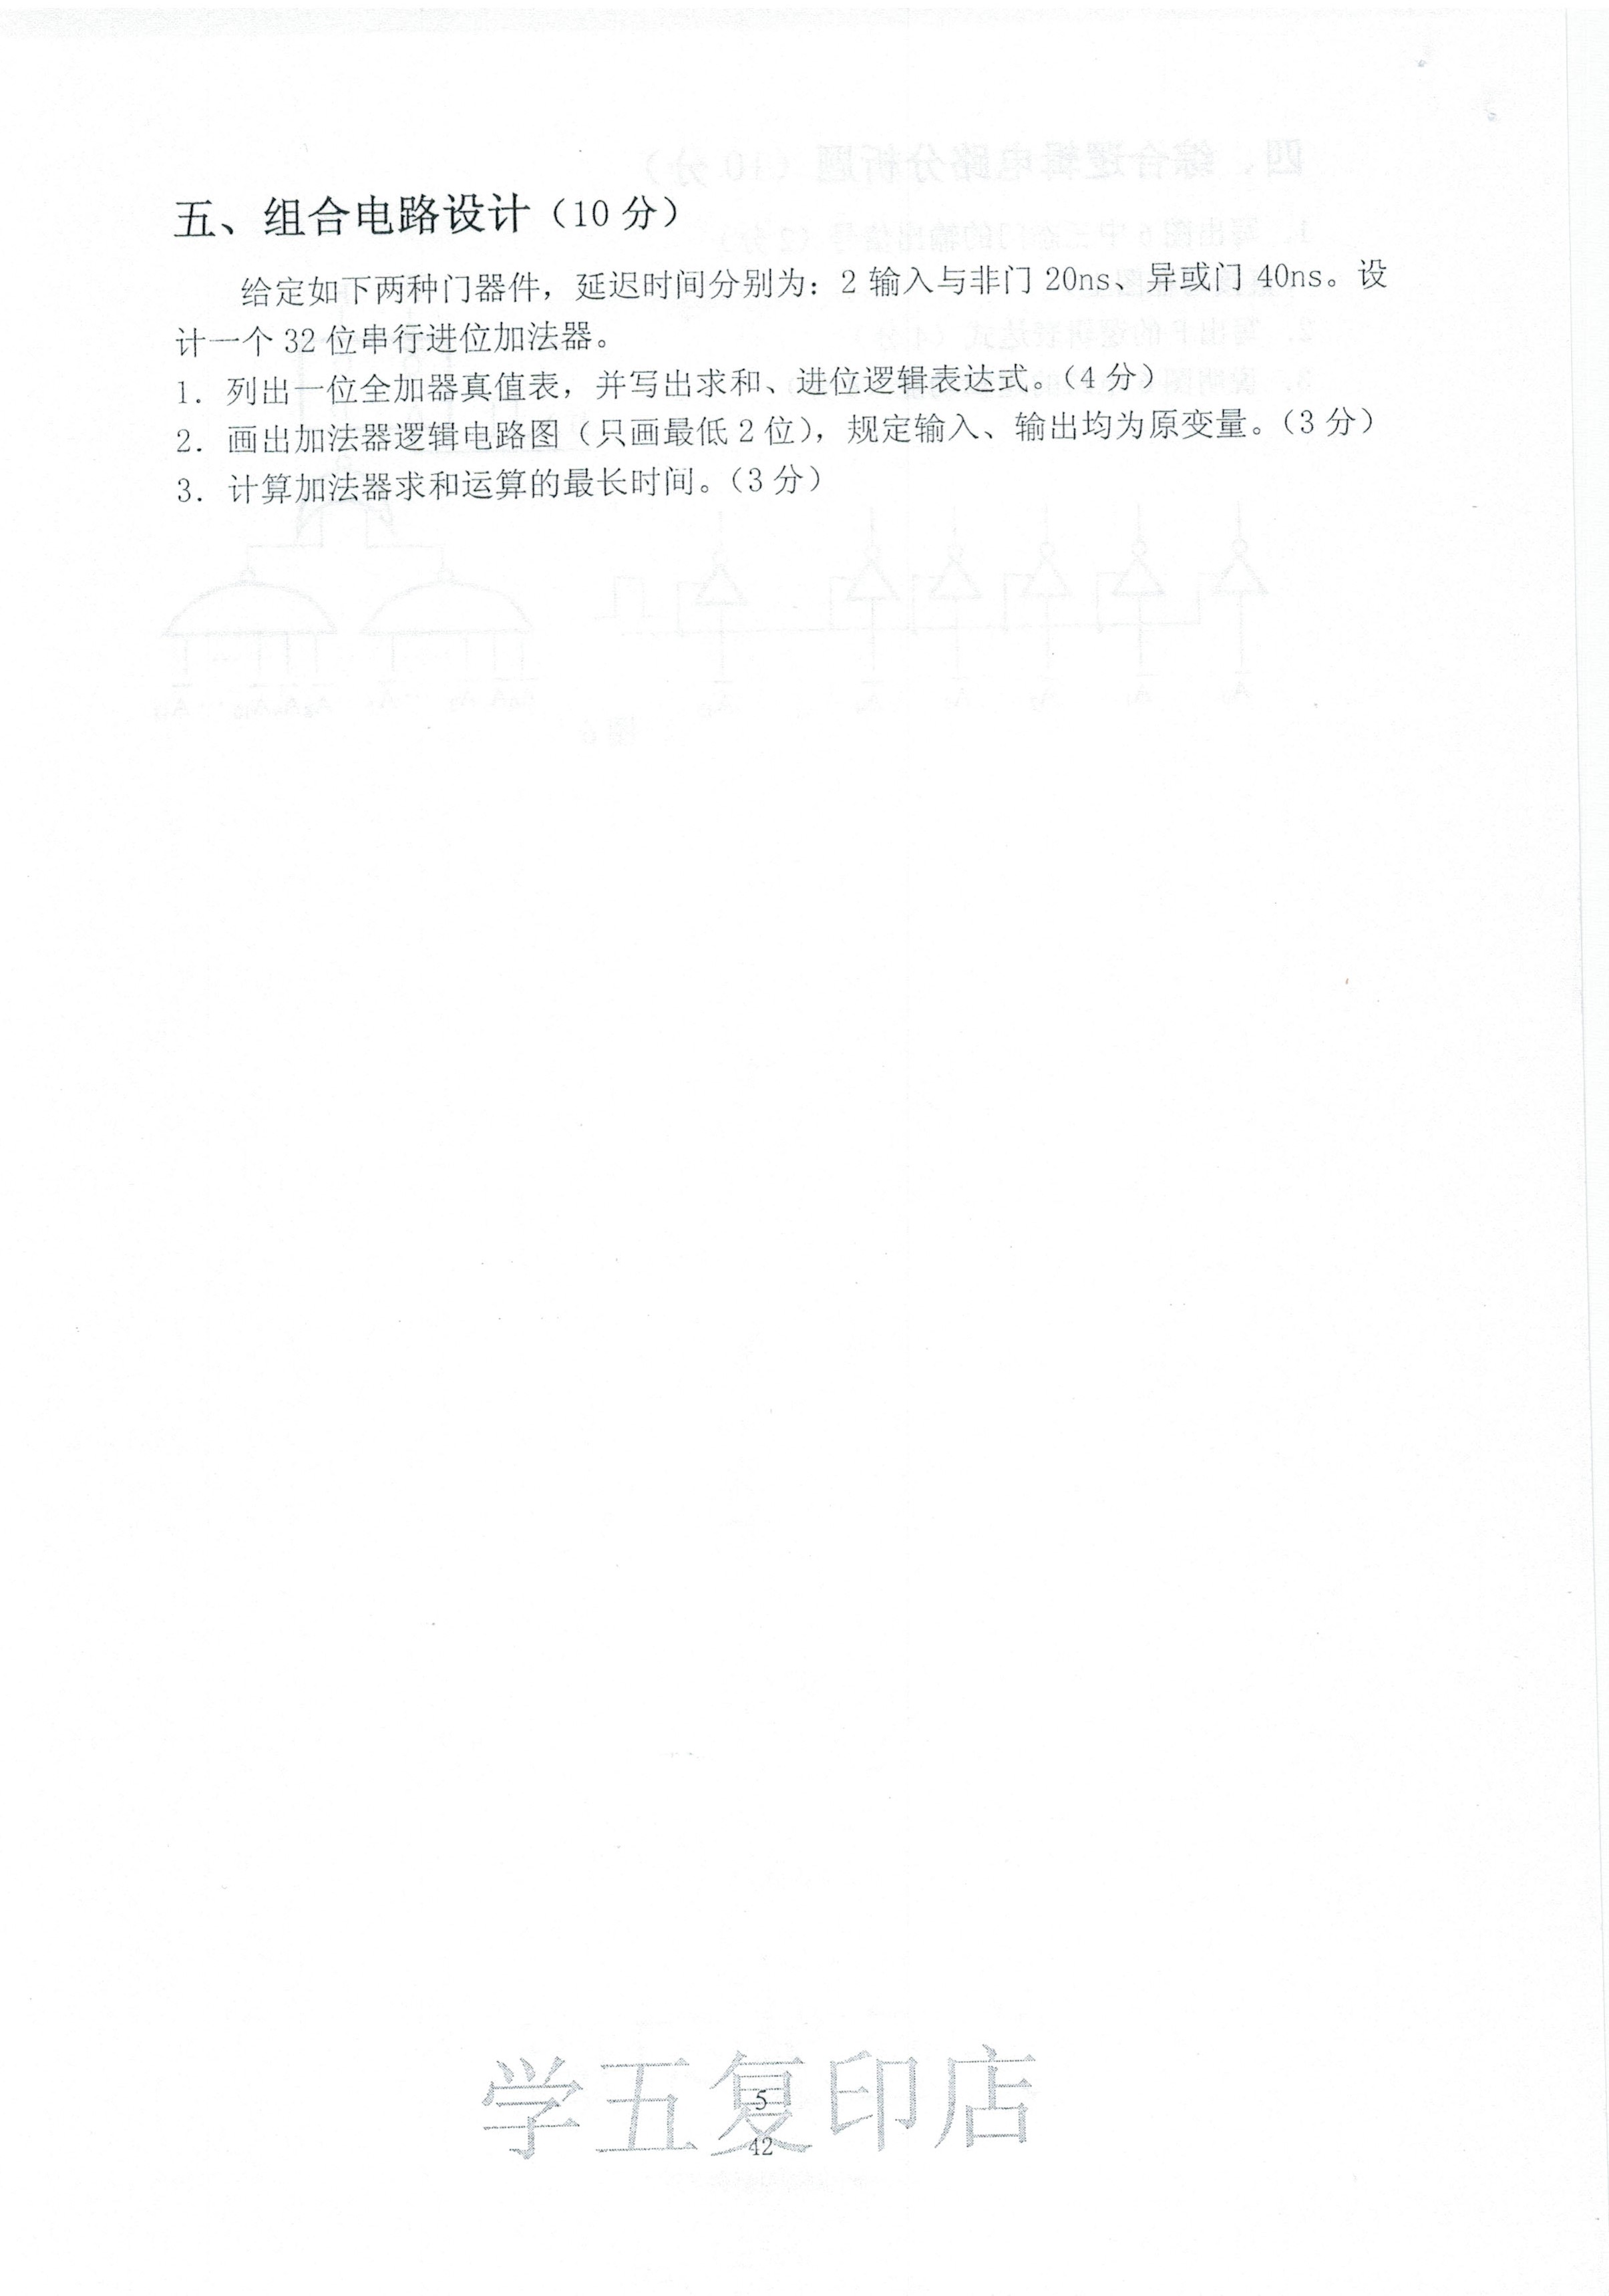 五、组合电路设计（10 分）
给定如下两种门器件，延迟时间分别为：2 输入与非门 20ns、异或门 40ns。设
计一个 32 位串行进位加法器。
1. 列出一位全加器真值表，并写出求和、进位逻辑表达式。（4 分）
2. 画出加法器逻辑电路图（只画最低 2 位），规定输入、输出均为原变量。（3 分）
3. 计算加法器求和运算的最长时间。（3 分）
学五复印店
5
42